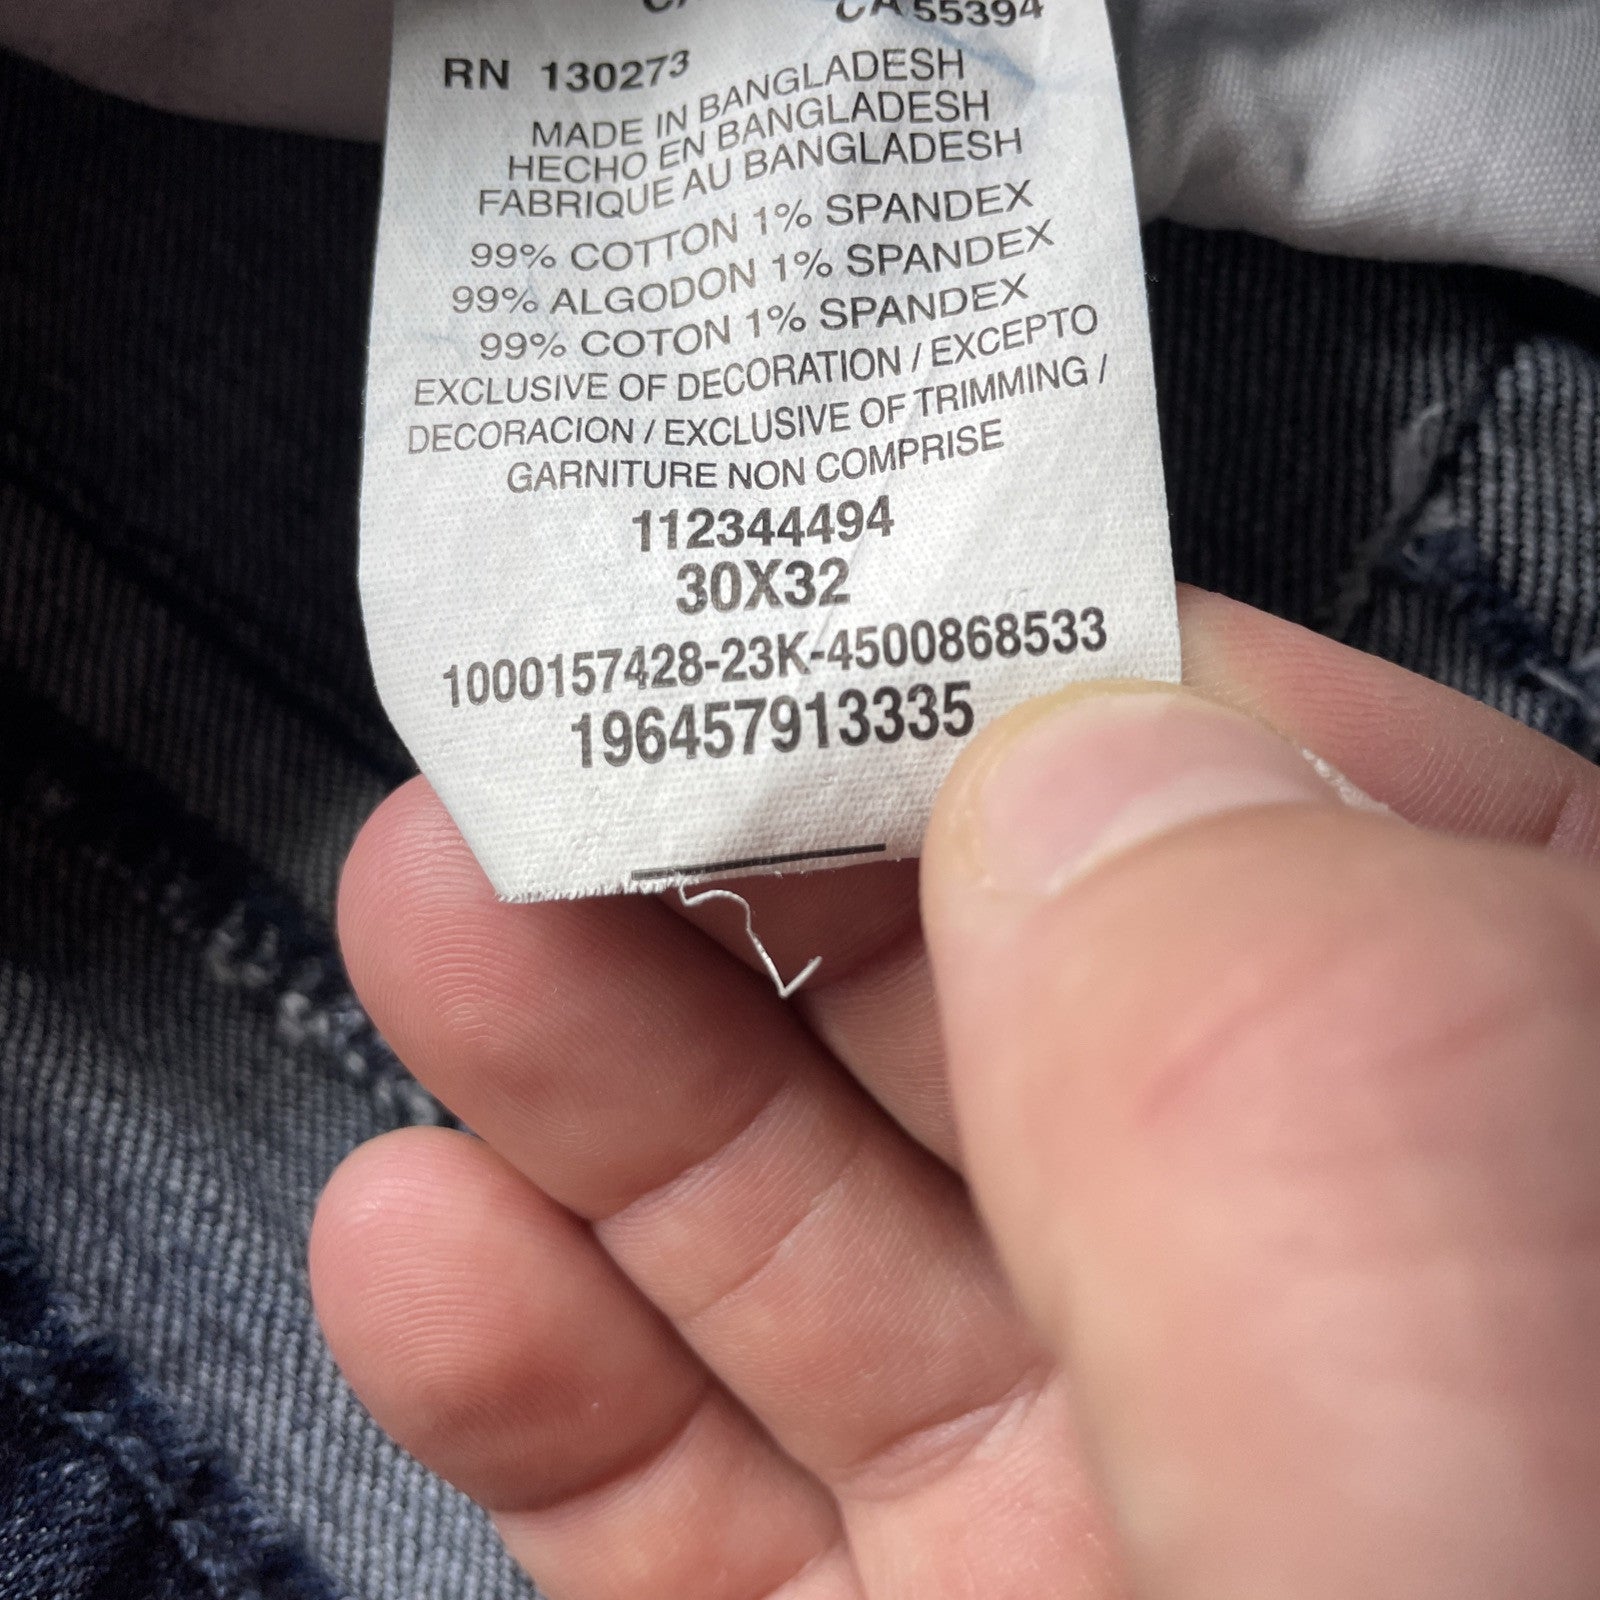 CA 55394
RN 130273
MADE IN BANGLADESH
HECHO EN BANGLADESH
FABRIQUE AU BANGLADESH
99% COTTON 1% SPANDEX
99% ALGODON 1% SPANDEX
99% COTON 1% SPANDEX
EXCLUSIVE OF DECORATION / EXCEPTO
DECORACION / EXCLUSIVE OF TRIMMING /
GARNITURE NON COMPRISE
112344494
30X32
1000157428-23K-4500868533
196457913335